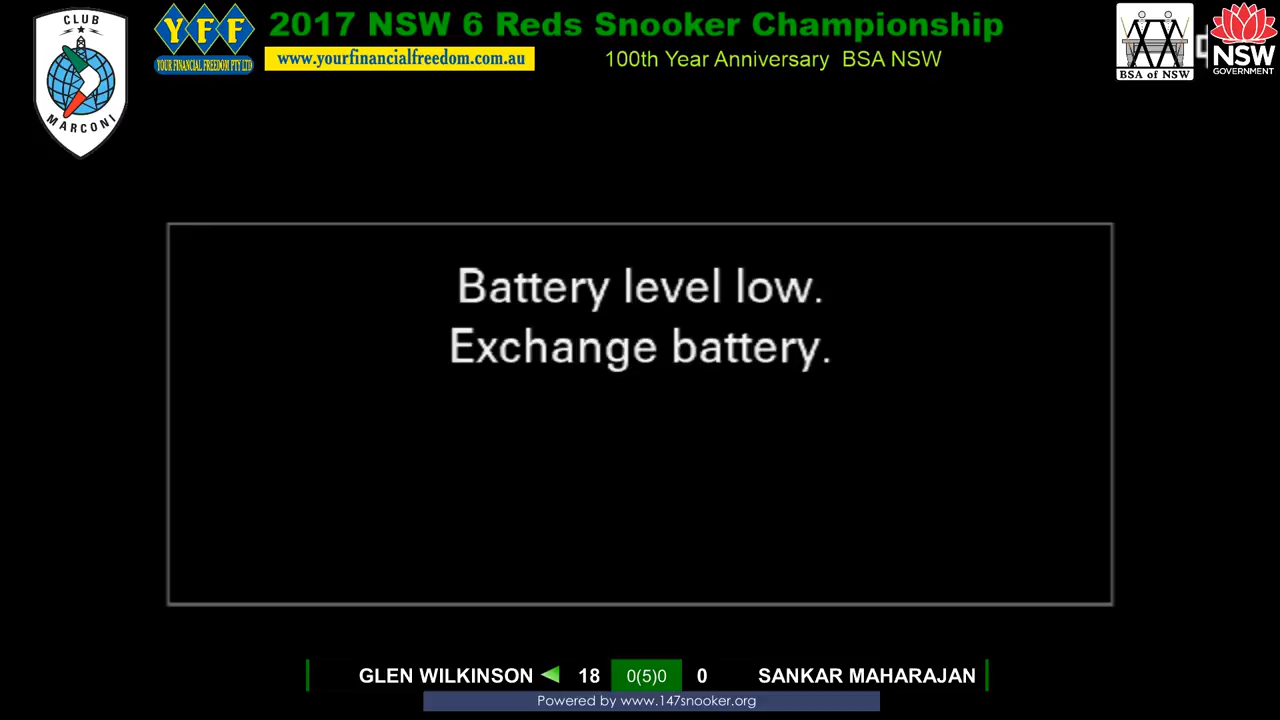 CLUB
MARCONI
YFF
YOUR FINANCIAL FREEDOM PTY LTD
2017 NSW 6 Reds Snooker Championship
www.yourfinancialfreedom.com.au
100th Year Anniversary BSA NSW
BSA of NSW
NSW
GOVERNMENT
Battery level low.
Exchange battery.
GLEN WILKINSON 18 0(5)0 0 SANKAR MAHARAJAN
Powered by www.147snooker.org